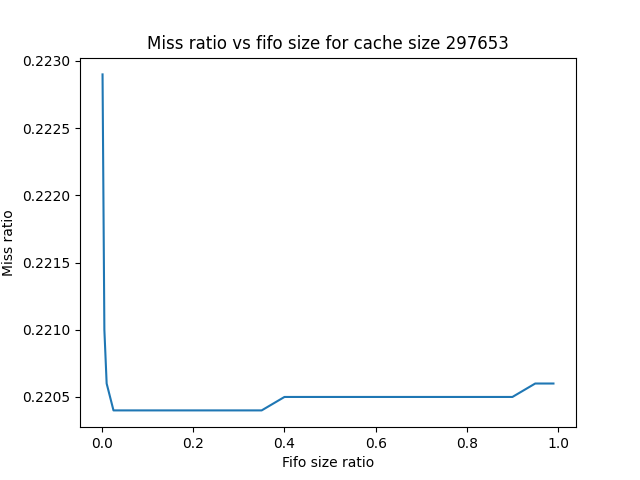 Miss ratio vs fifo size for cache size 297653
0.2230
0.2225
0.2220
0.2215
0.2210
0.2205
Miss ratio
0.0 0.2 0.4 0.6 0.8 1.0
Fifo size ratio